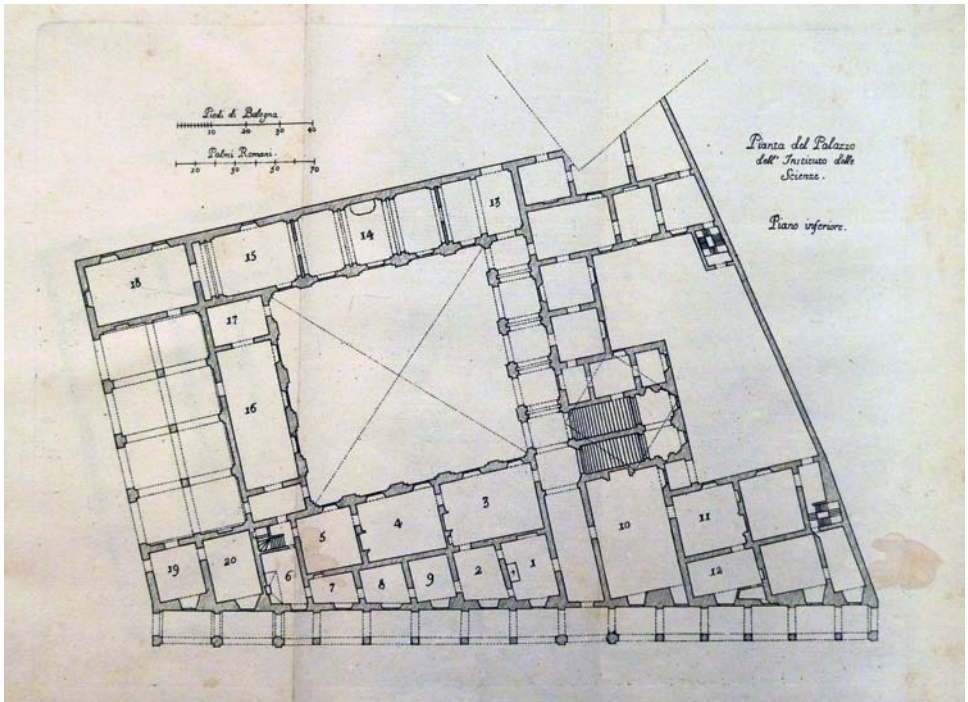 Piedi di Bologna.
10 20 30 40
Palmi Romani.
20 30 50 70
Pianta del Palazzo
dell' Instituto delle
Scienze.
Piano inferiore.
13
14
15
18
17
16
3
4
5
10
11
1
2
9
8
7
6
20
19
12